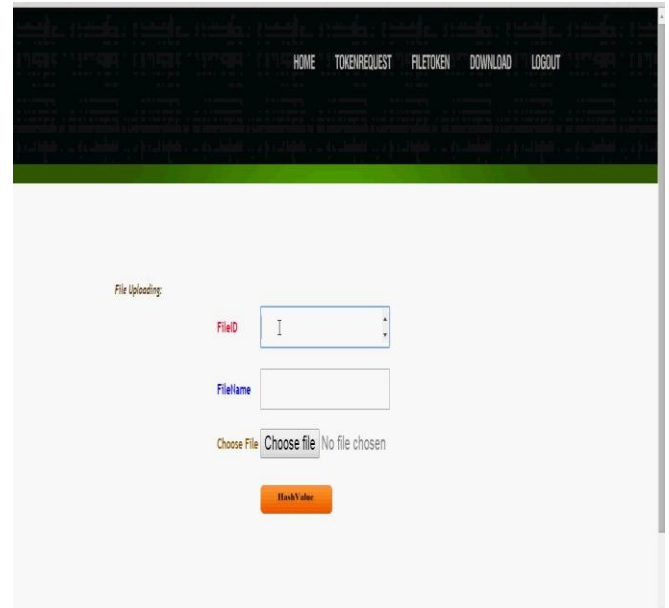 HOME TOKENREQUEST FILETOKEN DOWNLOAD LOGOUT
File Uploading:
FileID
FileName
Choose File Choose file No file chosen
HashValue